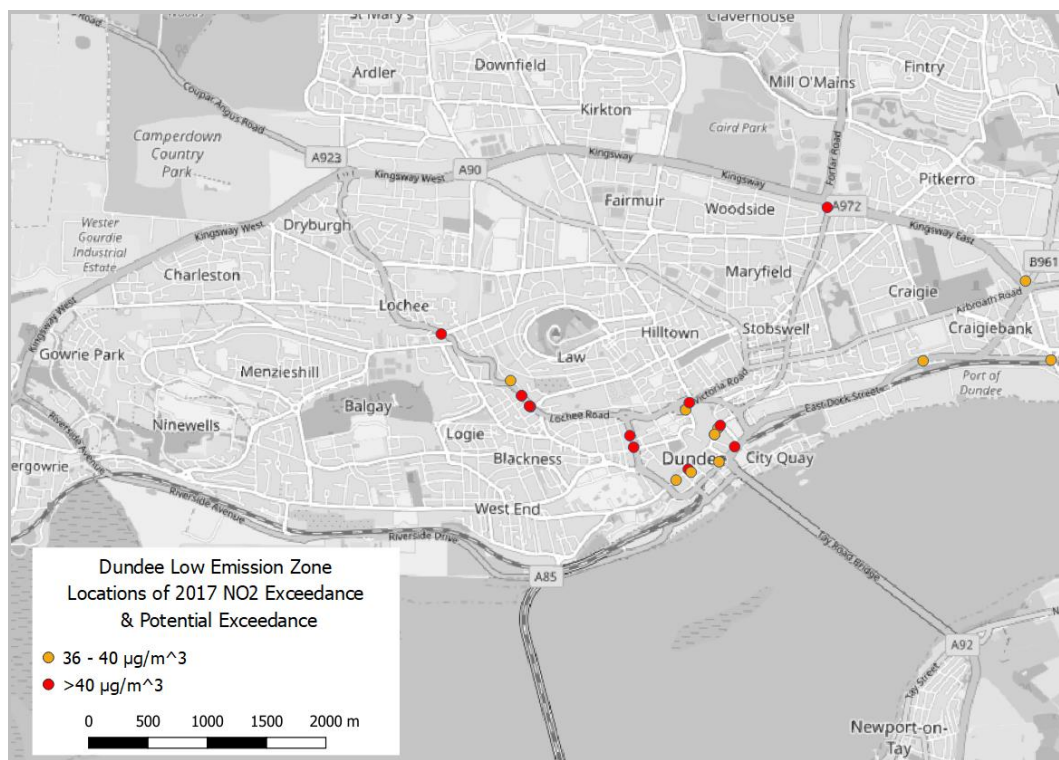 St Mary's
Claverhouse
Downfield
Ardler
Fintry
Mill O'Mains
Coupar Angus Road
Kirkton
Camperdown
Country
Park
Caird Park
Forfar Road
A923
Kingsway
A90
Kingsway West
Kingsway
Pitkerro
Fairmuir
Woodside
A972
Wester
Gourdie
Industrial
Estate
Dryburgh
Kingsway West
Kingsway East
B961
Charleston
Maryfield
Craigie
Arbroath Road
Lochee
Kingsway West
Hilltown
Stobswell
Craigiebank
Gowrie Park
Law
Menzieshill
Port of
Dundee
Victoria Road
East Dock Street
Balgay
Lochee Road
Ninewells
Logie
Riverside Avenue
Blackness
Dundee
City Quay
ergowrie
Riverside Avenue
West End
Riverside Drive
Tay Road Bridge
A85
Dundee Low Emission Zone
Locations of 2017 NO2 Exceedance
& Potential Exceedance
36 - 40 µg/m^3
>40 µg/m^3
0 500 1000 1500 2000 m
A92
Tay Street
Newport-on-
Tay